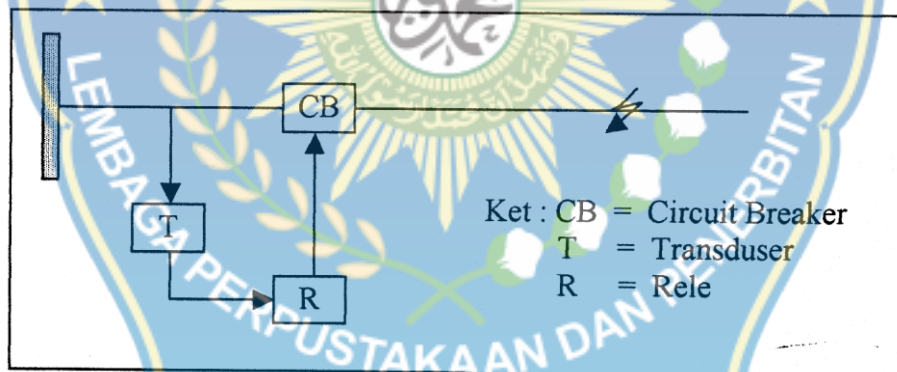 CB
T
R
Ket : CB = Circuit Breaker
T = Transduser
R = Rele
LEMBAGA PERPUSTAKAAN DAN PENERBITAN